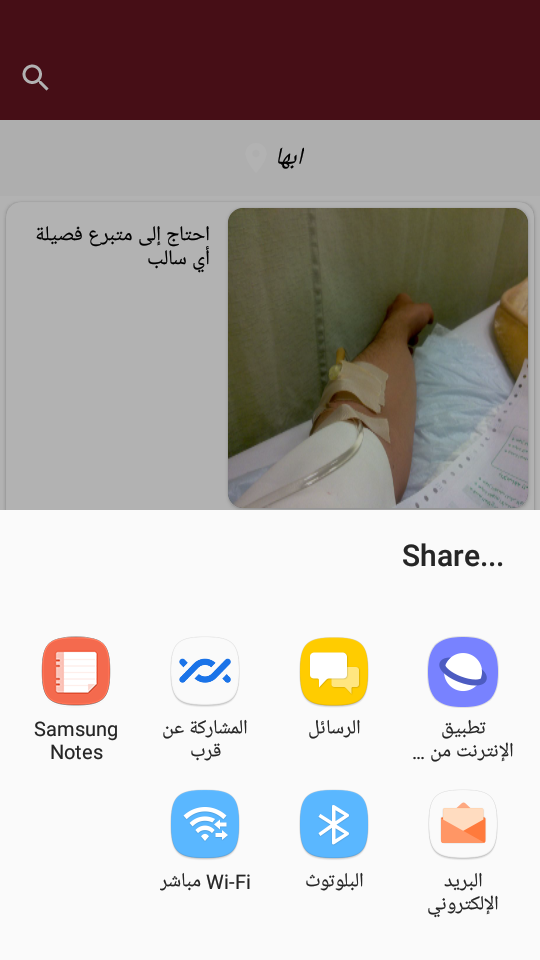 ابها
احتاج إلى متبرع فصيلة
أي سالب
Share...
تطبيق
الإنترنت من ...
الرسائل
المشاركة عن
قرب
Samsung
Notes
البريد
الإلكتروني
البلوتوث
Wi-Fi مباشر